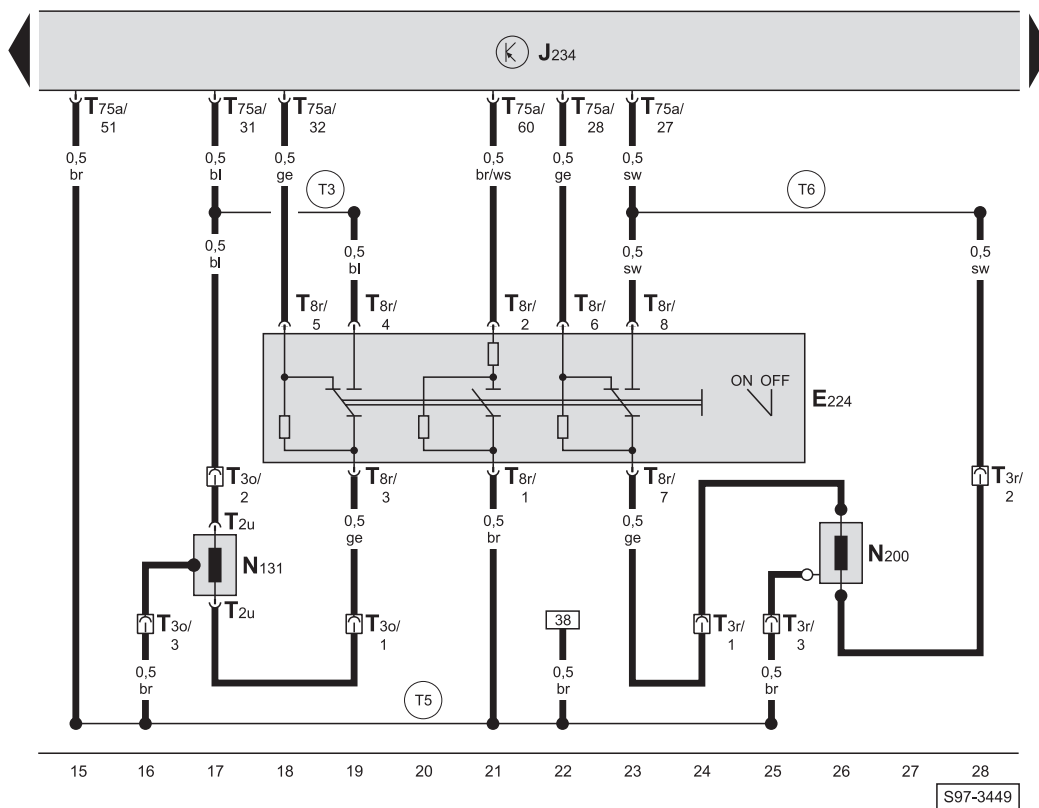 J234
T75a/ T75a/ T75a/ T75a/ T75a/ T75a/
51 31 32 60 28 27
0,5 0,5 0,5 0,5 0,5 0,5
br bl ge br/ws ge sw
T3 T6
0,5 0,5 0,5 0,5
bl bl sw sw
T8r/ T8r/ T8r/ T8r/ T8r/
5 4 2 6 8
ON OFF
E224
T3o/ T8r/ T8r/ T8r/ T3r/
2 3 1 7 2
T2u 0,5 0,5 0,5
ge br ge
N131 N200
T2u
38
T3o/ T3o/ T3r/ T3r/
3 1 1 3
0,5 0,5 0,5
br br br
T5
15 16 17 18 19 20 21 22 23 24 25 26 27 28
S97-3449